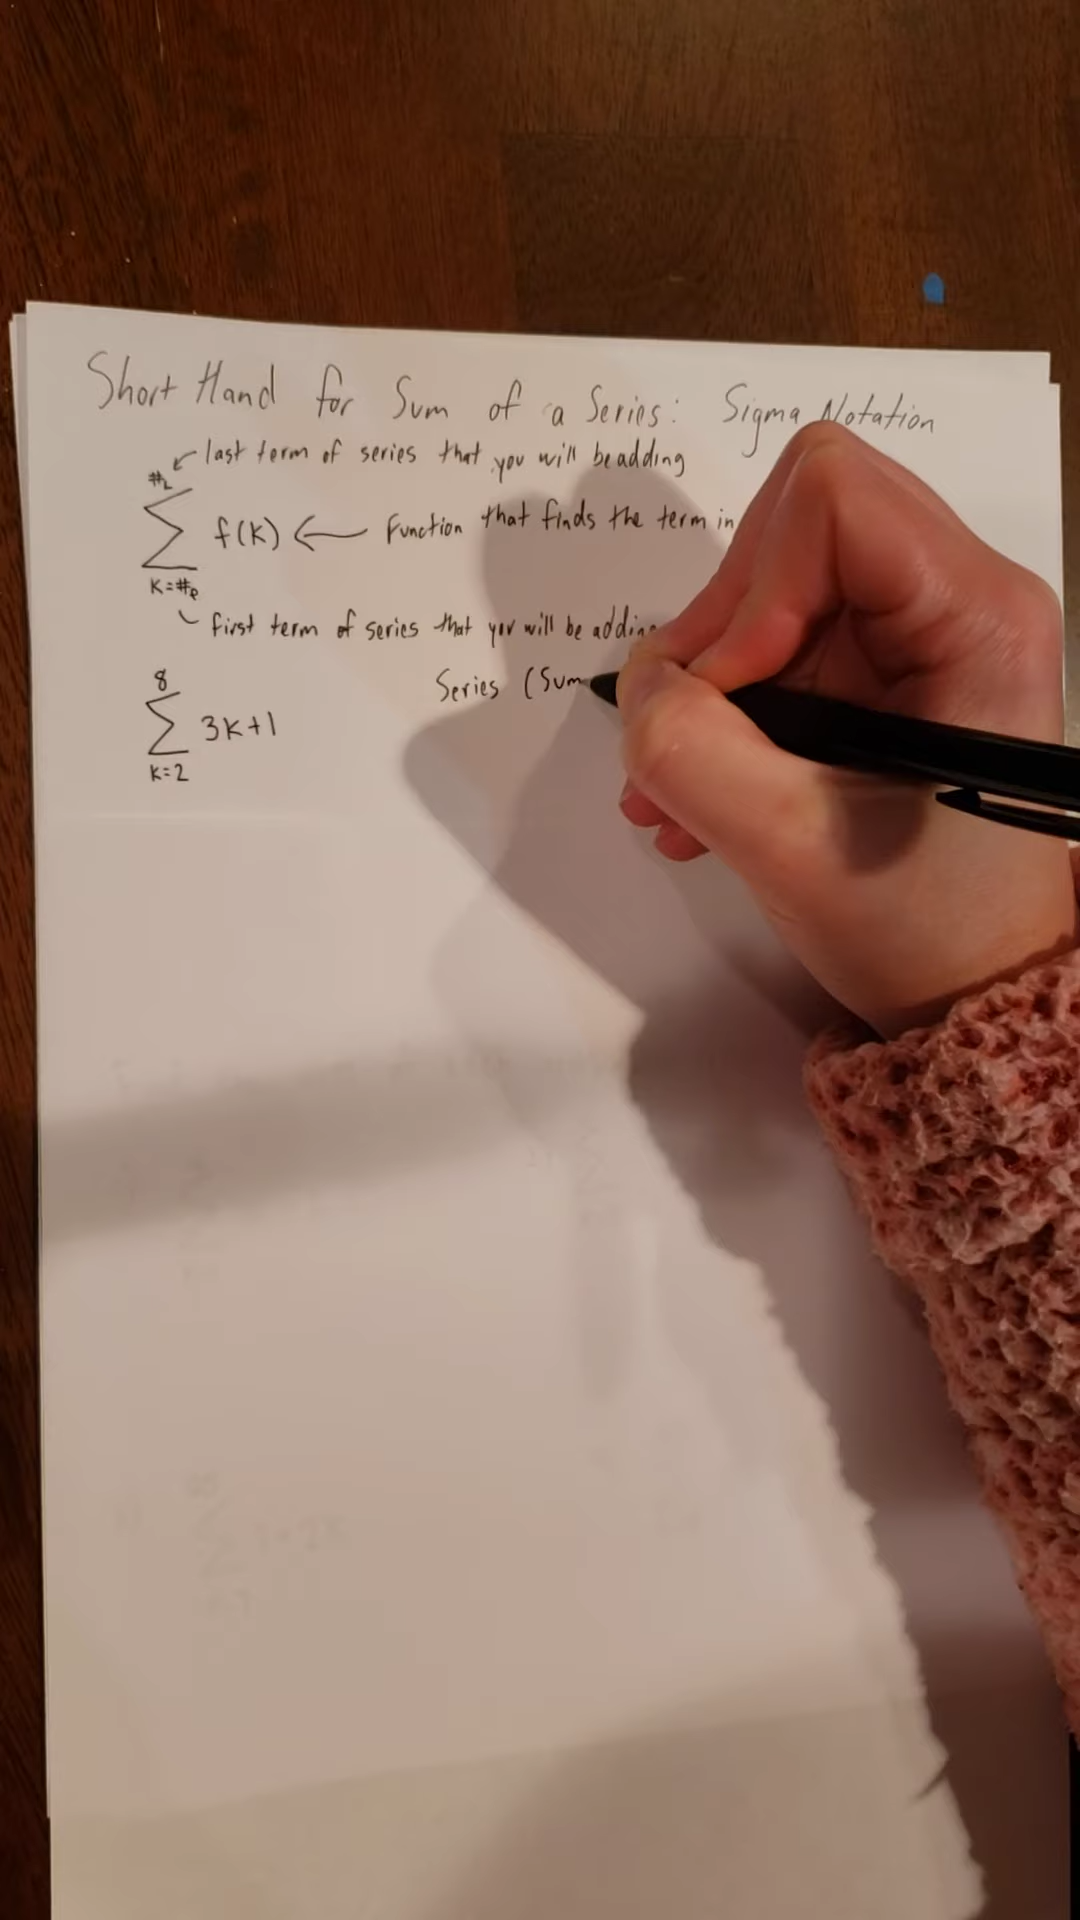 Short Hand for Sum of a Series: Sigma Notation
last term of series that you will be adding
#L
∑ f(k) ← Function that finds the term in
k=#F
first term of series that you will be adding
8
∑ 3k+1
k=2
Series (Sum